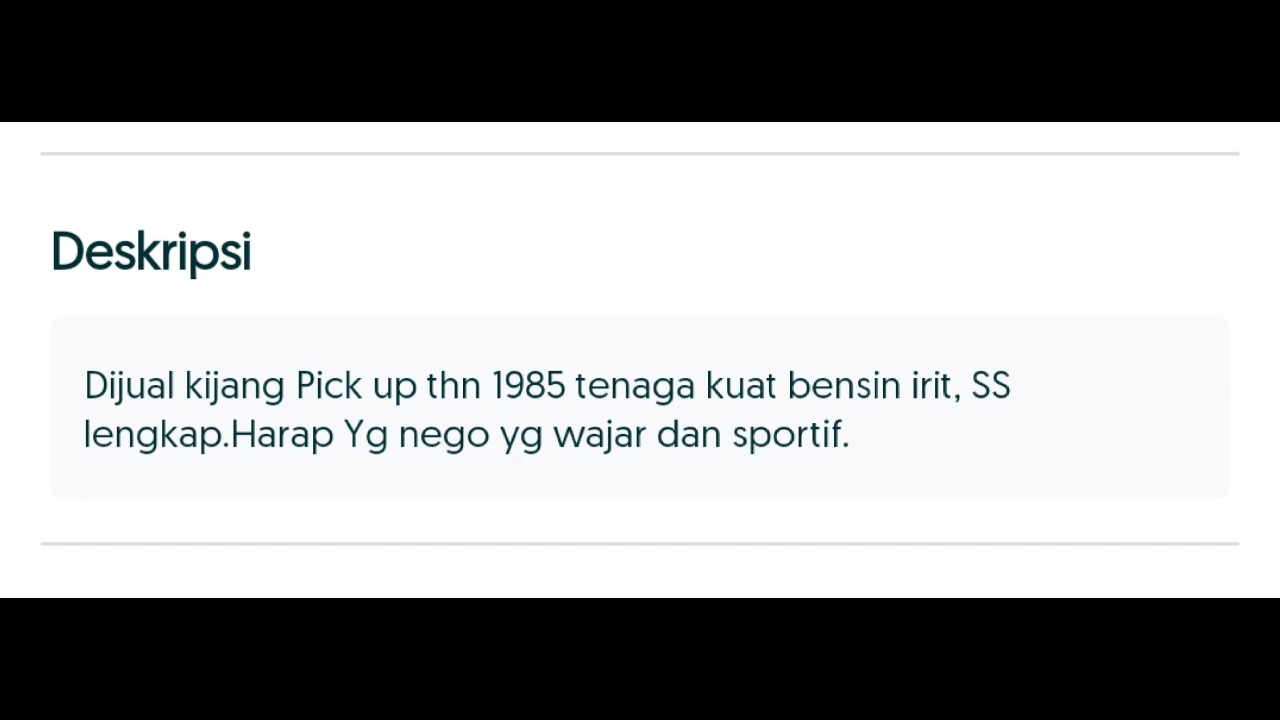 Deskripsi
Dijual kijang Pick up thn 1985 tenaga kuat bensin irit, SS
lengkap.Harap Yg nego yg wajar dan sportif.